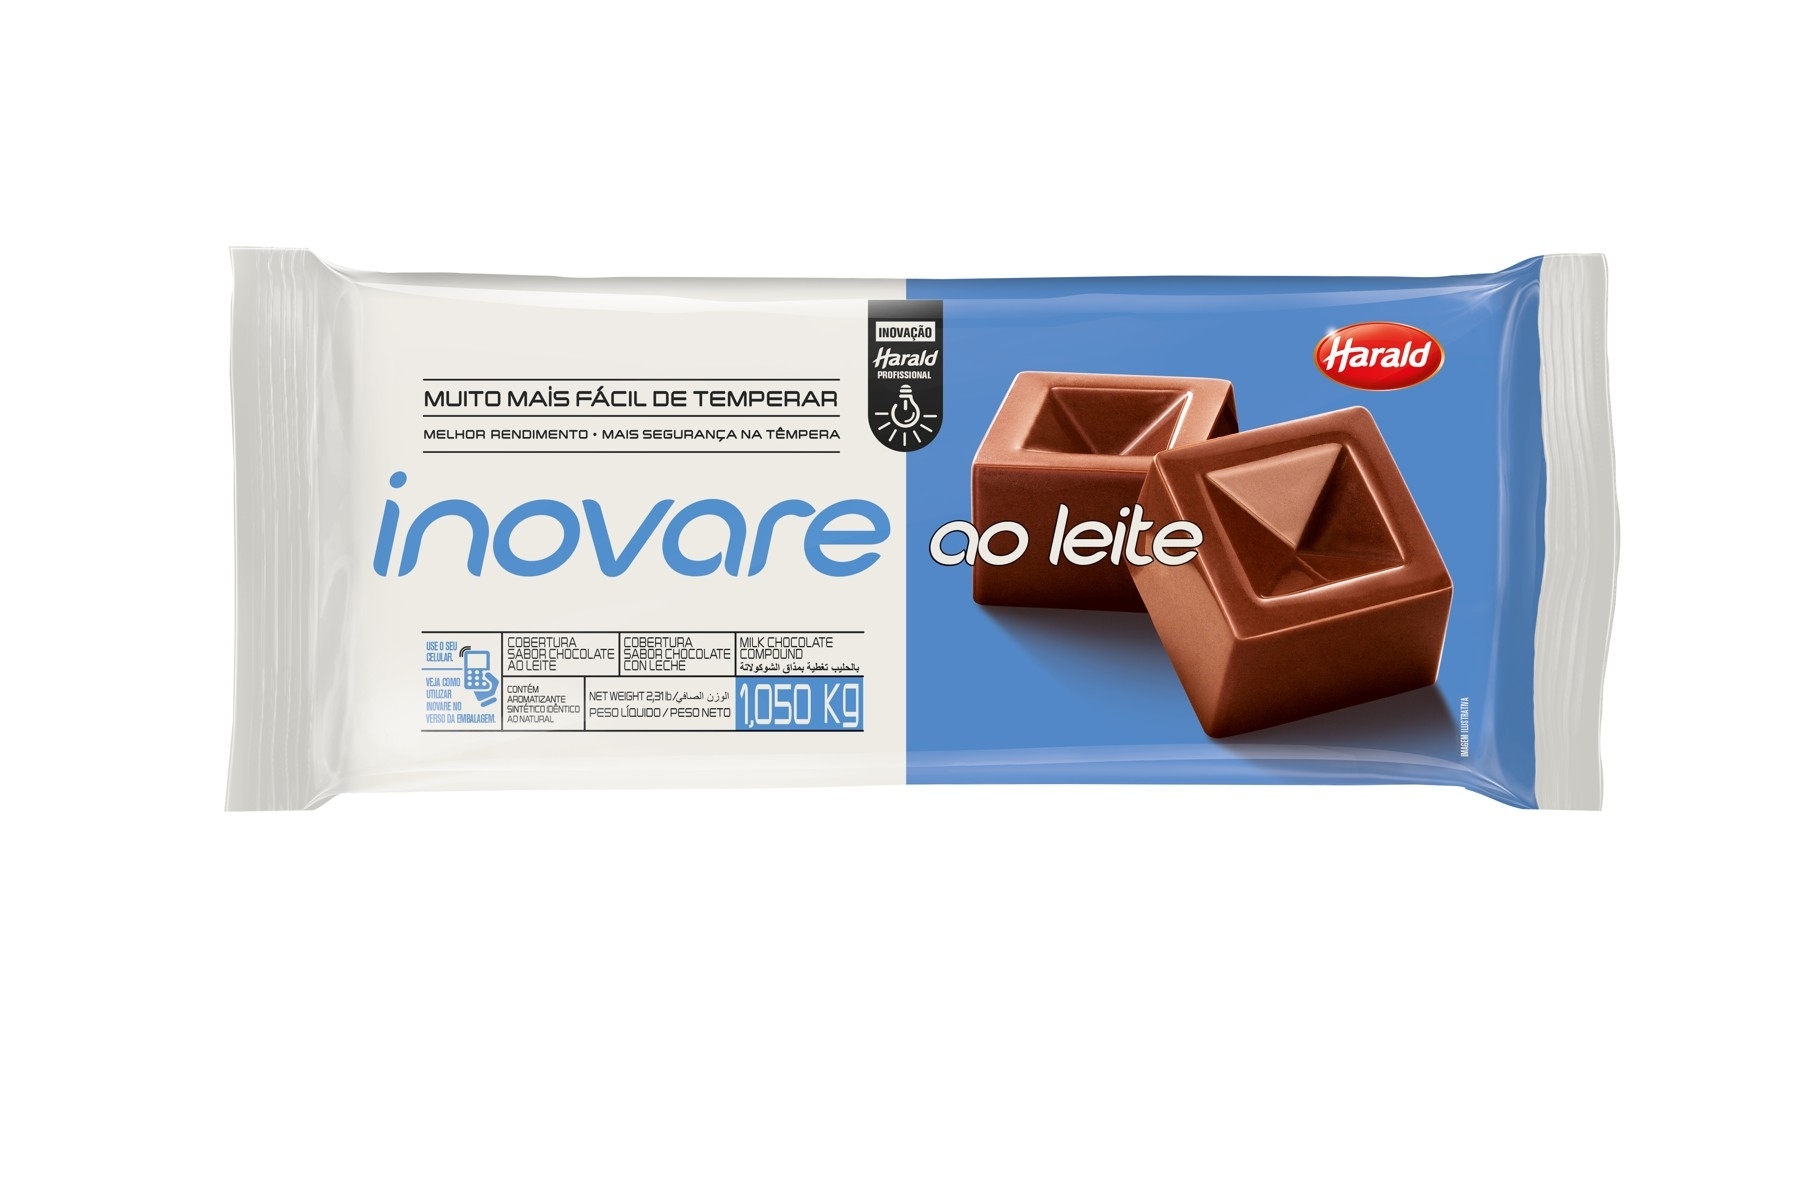 INOVAÇÃO
Harald
PROFISSIONAL
Harald
MUITO MAIS FÁCIL DE TEMPERAR
MELHOR RENDIMENTO • MAIS SEGURANÇA NA TÊMPERA
inovare ao leite
USE O SEU
CELULAR.
VEJA COMO
UTILIZAR
INOVARE NO
VERSO DA EMBALAGEM.
COBERTURA
SABOR CHOCOLATE
AO LEITE
COBERTURA
SABOR CHOCOLATE
CON LECHE
MILK CHOCOLATE
COMPOUND
بالحليب تغطية بمذاق الشوكولاتة
CONTÉM
AROMATIZANTE
SINTÉTICO IDÊNTICO
AO NATURAL
NET WEIGHT 2,31 lb/الوزن الصافي
PESO LÍQUIDO / PESO NETO
1,050 Kg
IMAGEM ILUSTRATIVA